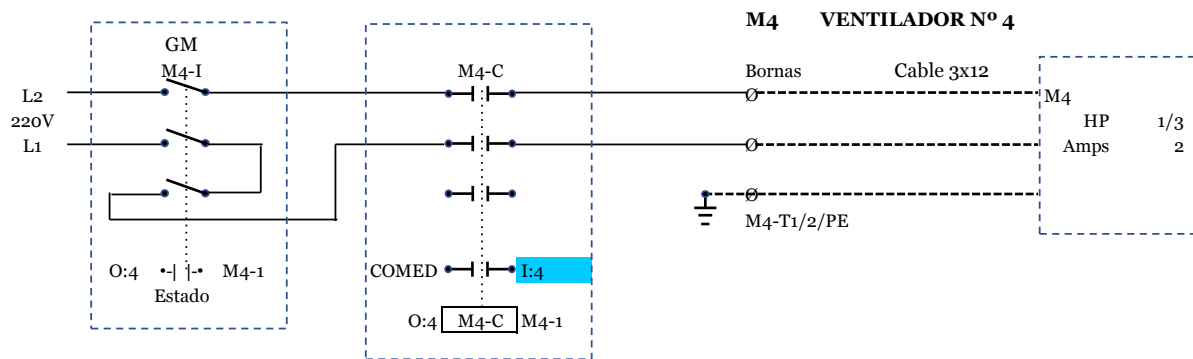 M4 VENTILADOR Nº 4
GM
M4-I
M4-C
Bornas
Cable 3x12
L2
220V
L1
M4
HP 1/3
Amps 2
M4-T1/2/PE
O:4 M4-1
Estado
COMED I:4
O:4 M4-C M4-1